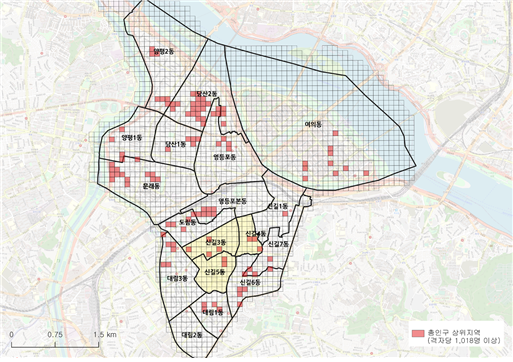 양평2동
당산2동
여의동
양평1동
당산1동
영등포동
문래동
영등포본동
신길1동
도림동
신길3동
신길4동
신길7동
대림3동
신길5동
신길6동
대림1동
대림2동
0 0.75 1.5 km
총인구 상위지역
(격자당 1,018명 이상)